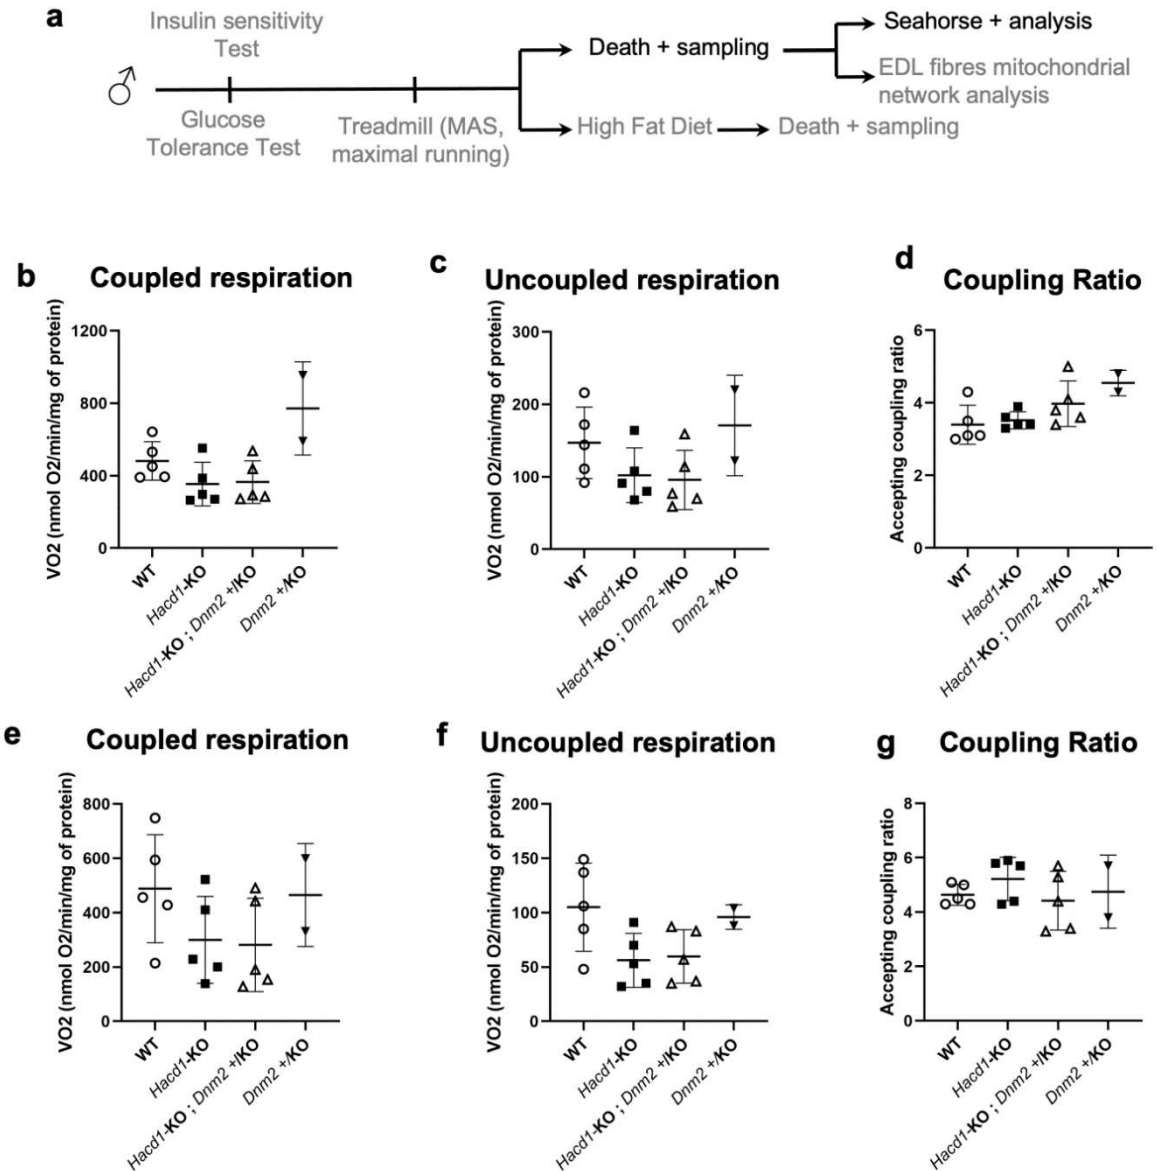 a
Insulin sensitivity
Test
Glucose
Tolerance Test
Treadmill (MAS,
maximal running)
Death + sampling
High Fat Diet
Death + sampling
Seahorse + analysis
EDL fibres mitochondrial
network analysis
b
Coupled respiration
VO2 (nmol O2/min/mg of protein)
1200
800
400
0
WT
Hacd1-KO
Hacd1-KO ; Dnm2 +/KO
Dnm2 +/KO
c
Uncoupled respiration
VO2 (nmol O2/min/mg of protein)
300
200
100
0
WT
Hacd1-KO
Hacd1-KO ; Dnm2 +/KO
Dnm2 +/KO
d
Coupling Ratio
Accepting coupling ratio
6
4
2
0
WT
Hacd1-KO
Hacd1-KO ; Dnm2 +/KO
Dnm2 +/KO
e
Coupled respiration
VO2 (nmol O2/min/mg of protein)
800
600
400
200
0
WT
Hacd1-KO
Hacd1-KO ; Dnm2 +/KO
Dnm2 +/KO
f
Uncoupled respiration
VO2 (nmol O2/min/mg of protein)
200
150
100
50
0
WT
Hacd1-KO
Hacd1-KO ; Dnm2 +/KO
Dnm2 +/KO
g
Coupling Ratio
Accepting coupling ratio
8
6
4
2
0
WT
Hacd1-KO
Hacd1-KO ; Dnm2 +/KO
Dnm2 +/KO